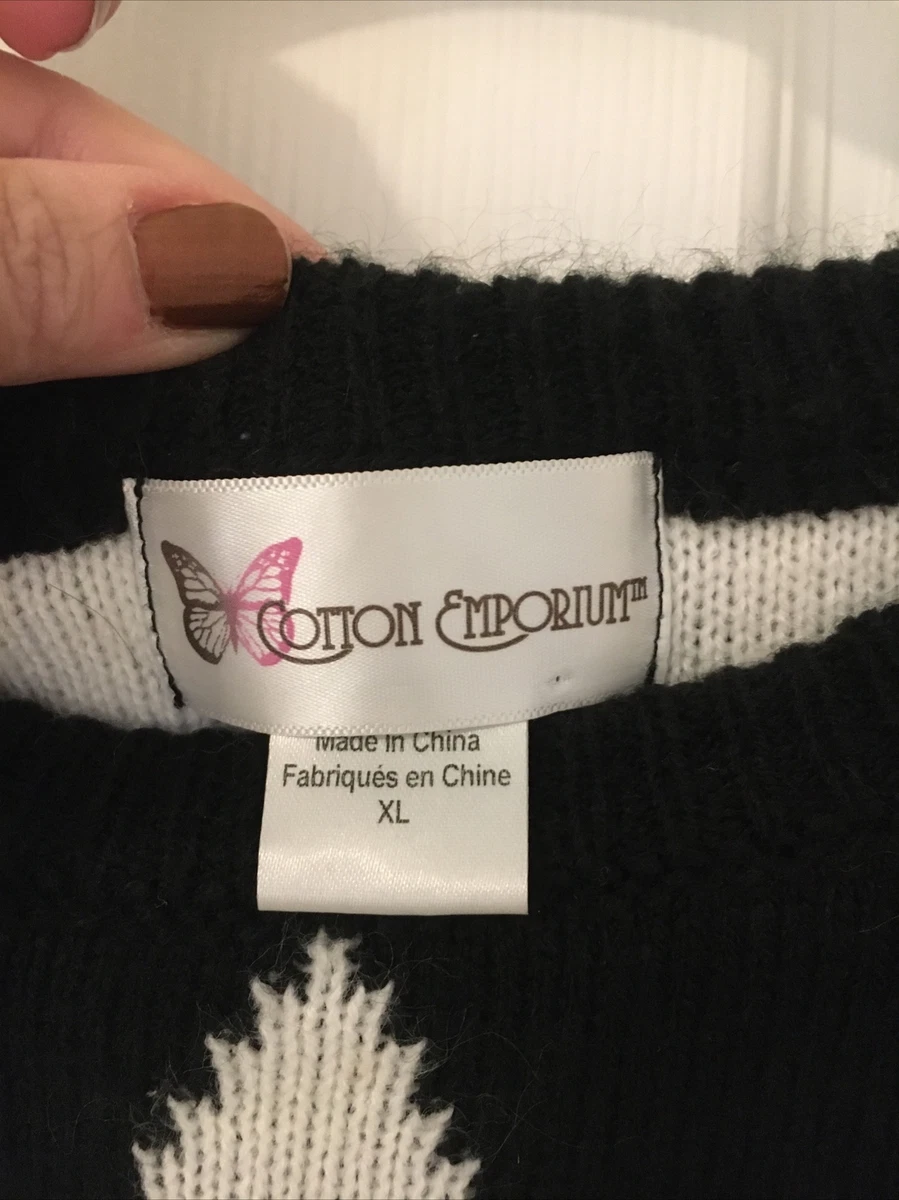 COTTON EMPORIUM™
Made in China
Fabriqués en Chine
XL